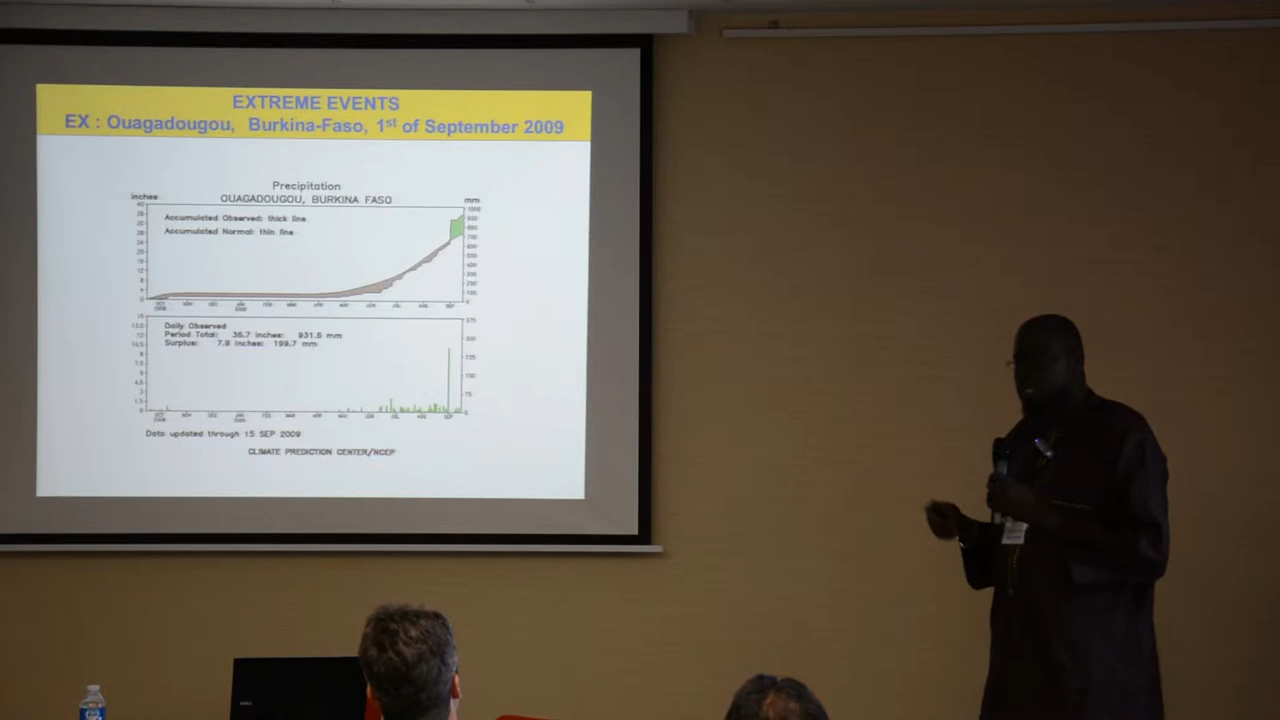 EXTREME EVENTS
EX : Ouagadougou, Burkina-Faso, 1st of September 2009
Precipitation
OUAGADOUGOU, BURKINA FASO
inches
mm
Accumulated Observed: thick line
Accumulated Normal: thin line
Daily Observed
Period Total: 36.7 inches: 931.6 mm
Surplus: 7.9 inches: 199.7 mm
Data updated through 15 SEP 2009
CLIMATE PREDICTION CENTER/NCEP